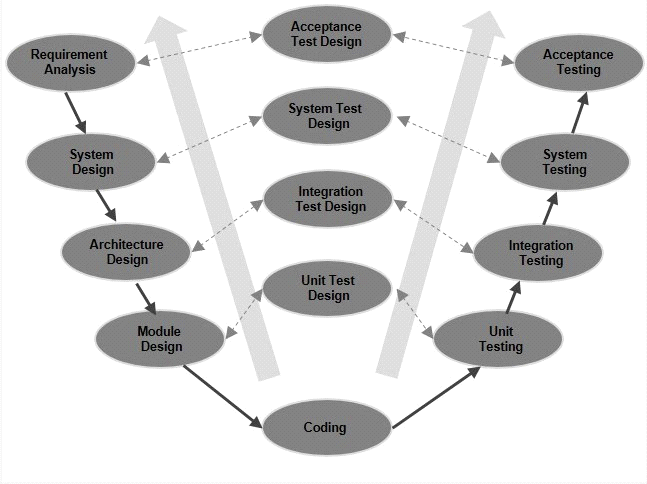 Acceptance
Test Design
Requirement
Analysis
Acceptance
Testing
System Test
Design
System
Design
System
Testing
Integration
Test Design
Architecture
Design
Integration
Testing
Unit Test
Design
Module
Design
Unit
Testing
Coding